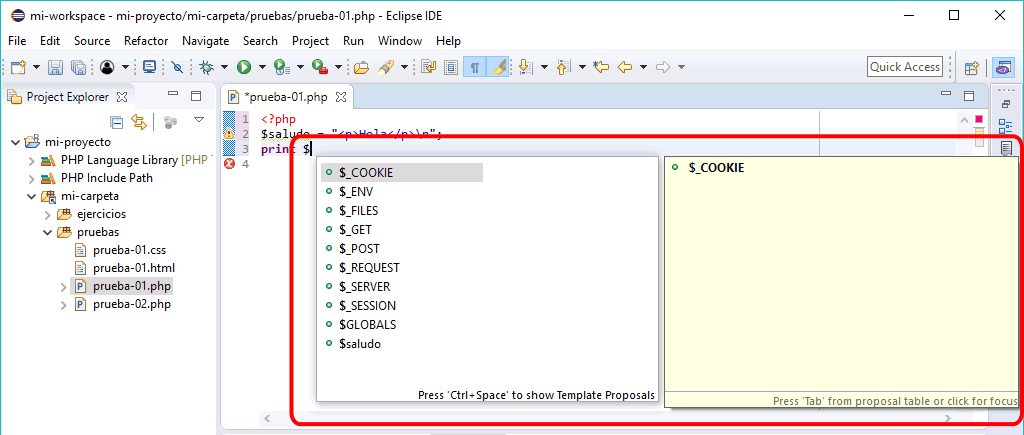 mi-workspace - mi-proyecto/mi-carpeta/pruebas/prueba-01.php - Eclipse IDE
File Edit Source Refactor Navigate Search Project Run Window Help
Quick Access
Project Explorer
mi-proyecto
PHP Language Library [PHP
PHP Include Path
mi-carpeta
ejercicios
pruebas
prueba-01.css
prueba-01.html
prueba-01.php
prueba-02.php
*prueba-01.php
1 <?php
2 $saludo = "<p>Hola</p>\n";
3 print $
4
$_COOKIE
$_ENV
$_FILES
$_GET
$_POST
$_REQUEST
$_SERVER
$_SESSION
$GLOBALS
$saludo
Press 'Ctrl+Space' to show Template Proposals
$_COOKIE
Press 'Tab' from proposal table or click for focus